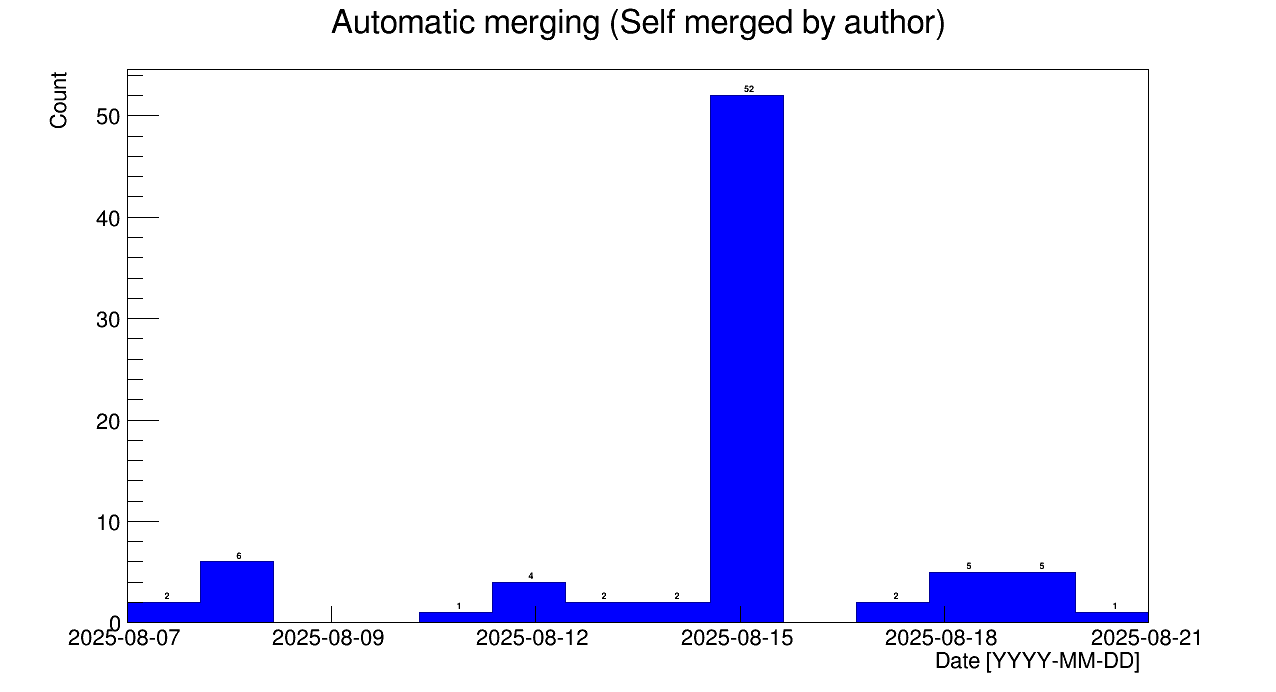 Automatic merging (Self merged by author)
Count
50
40
30
20
10
0
2 6 1 4 2 2 52 2 5 5 1
2025-08-07 2025-08-09 2025-08-12 2025-08-15 2025-08-18 2025-08-21
Date [YYYY-MM-DD]